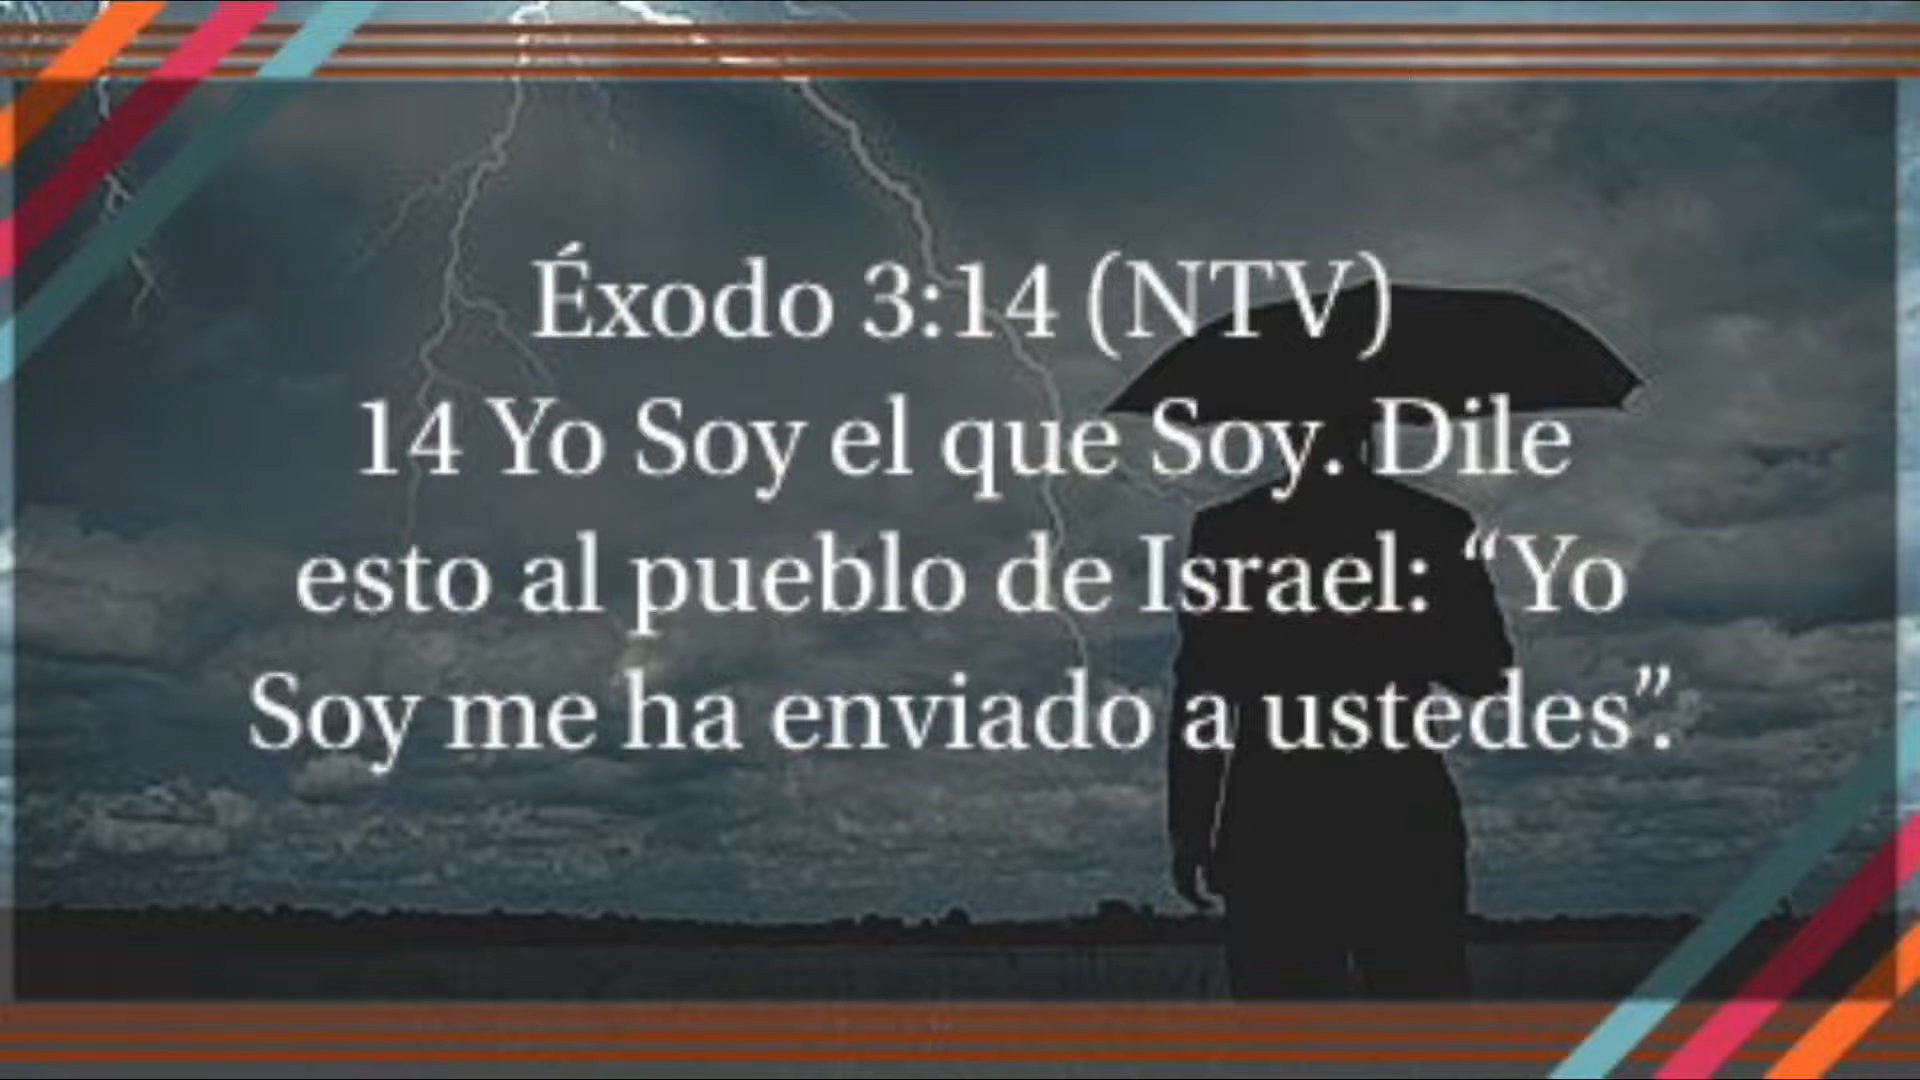 Éxodo 3:14 (NTV)
14 Yo Soy el que Soy. Dile
esto al pueblo de Israel: “Yo
Soy me ha enviado a ustedes”.